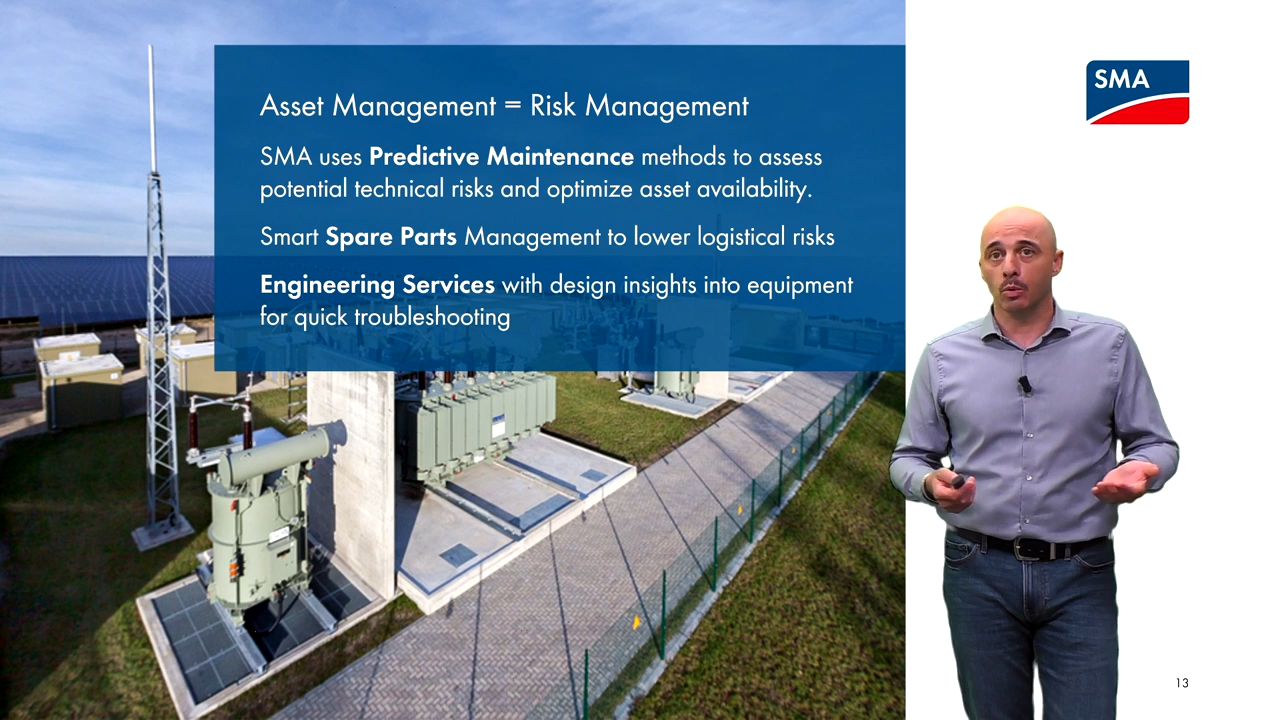 Asset Management = Risk Management
SMA uses Predictive Maintenance methods to assess
potential technical risks and optimize asset availability.
Smart Spare Parts Management to lower logistical risks
Engineering Services with design insights into equipment
for quick troubleshooting
SMA
13